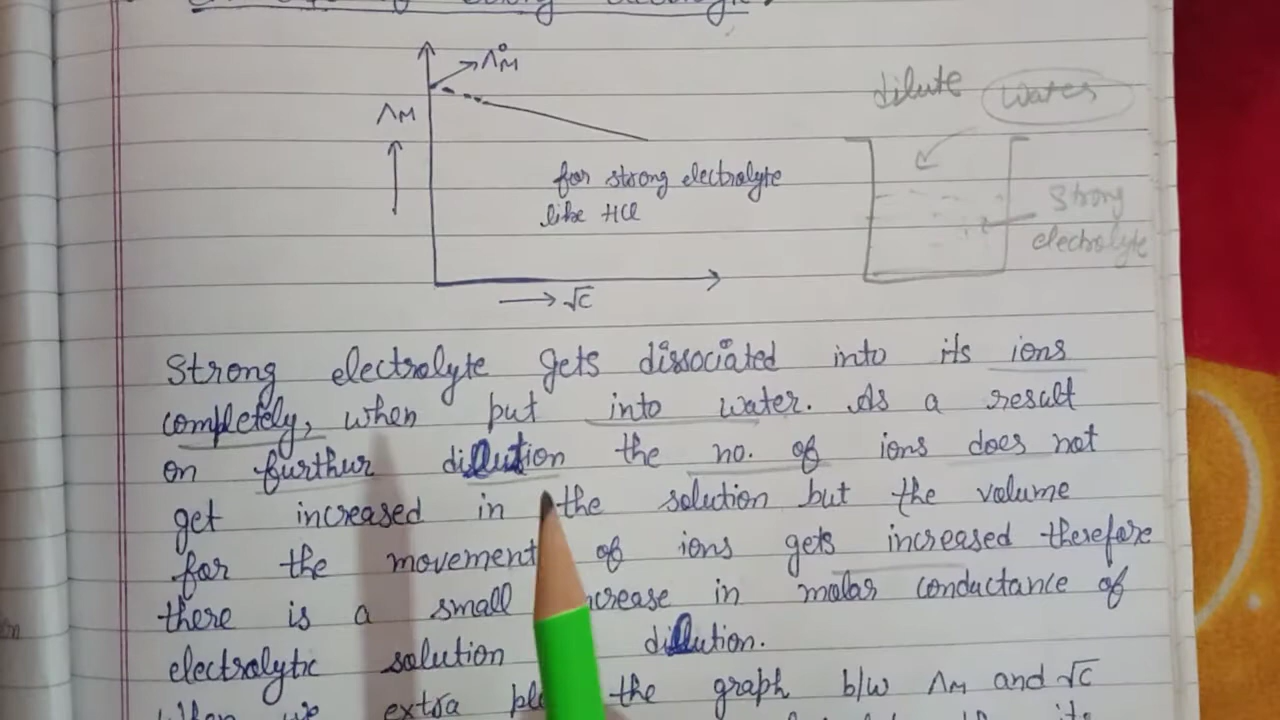 Λ°M
ΛM
dilute water
for strong electrolyte
like HCl
Strong
electrolyte
√C
Strong electrolyte gets dissociated into its ions
completely, when put into water. As a result
on furthur dilution the no. of ions does not
get increased in the solution but the volume
for the movement of ions gets increased therefore
there is a small increase in molar conductance of
electrolytic solution dilution.
extra the graph b/w ΛM and √C